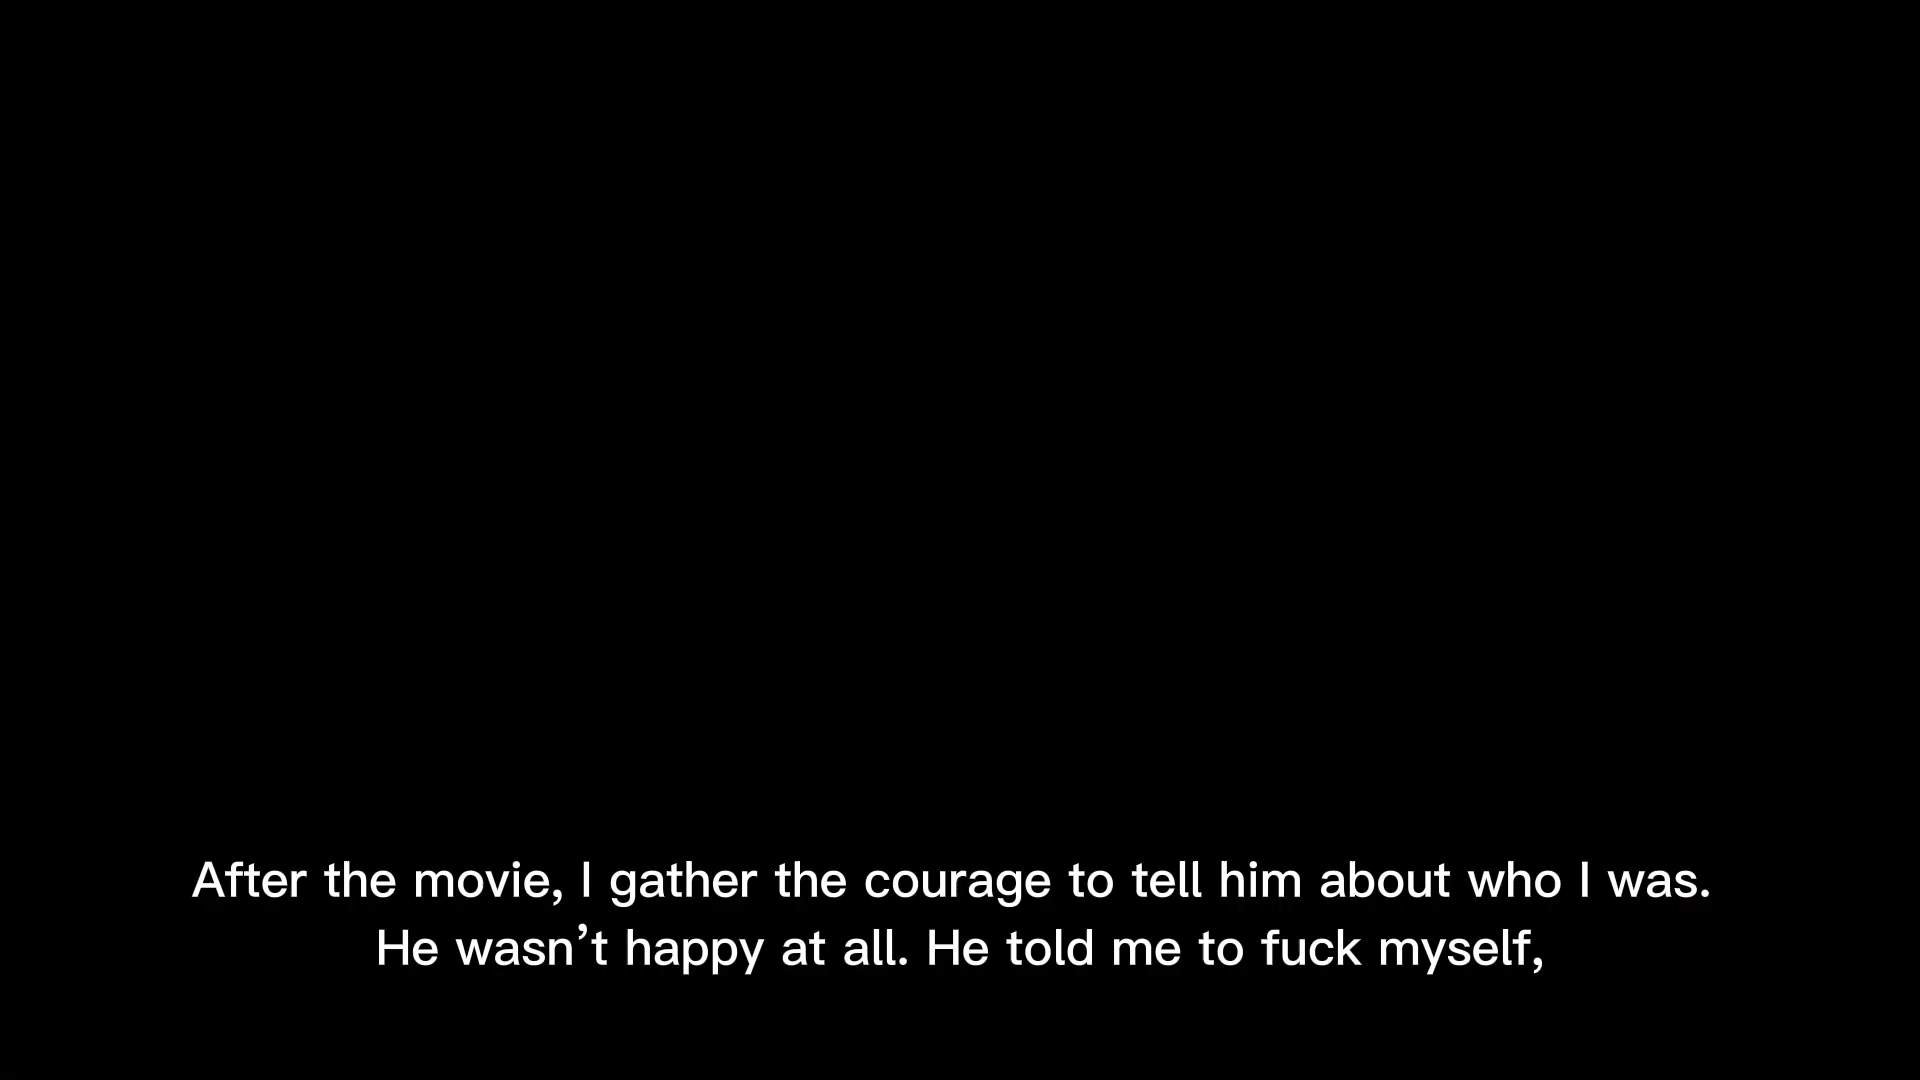 After the movie, I gather the courage to tell him about who I was.
He wasn’t happy at all. He told me to fuck myself,